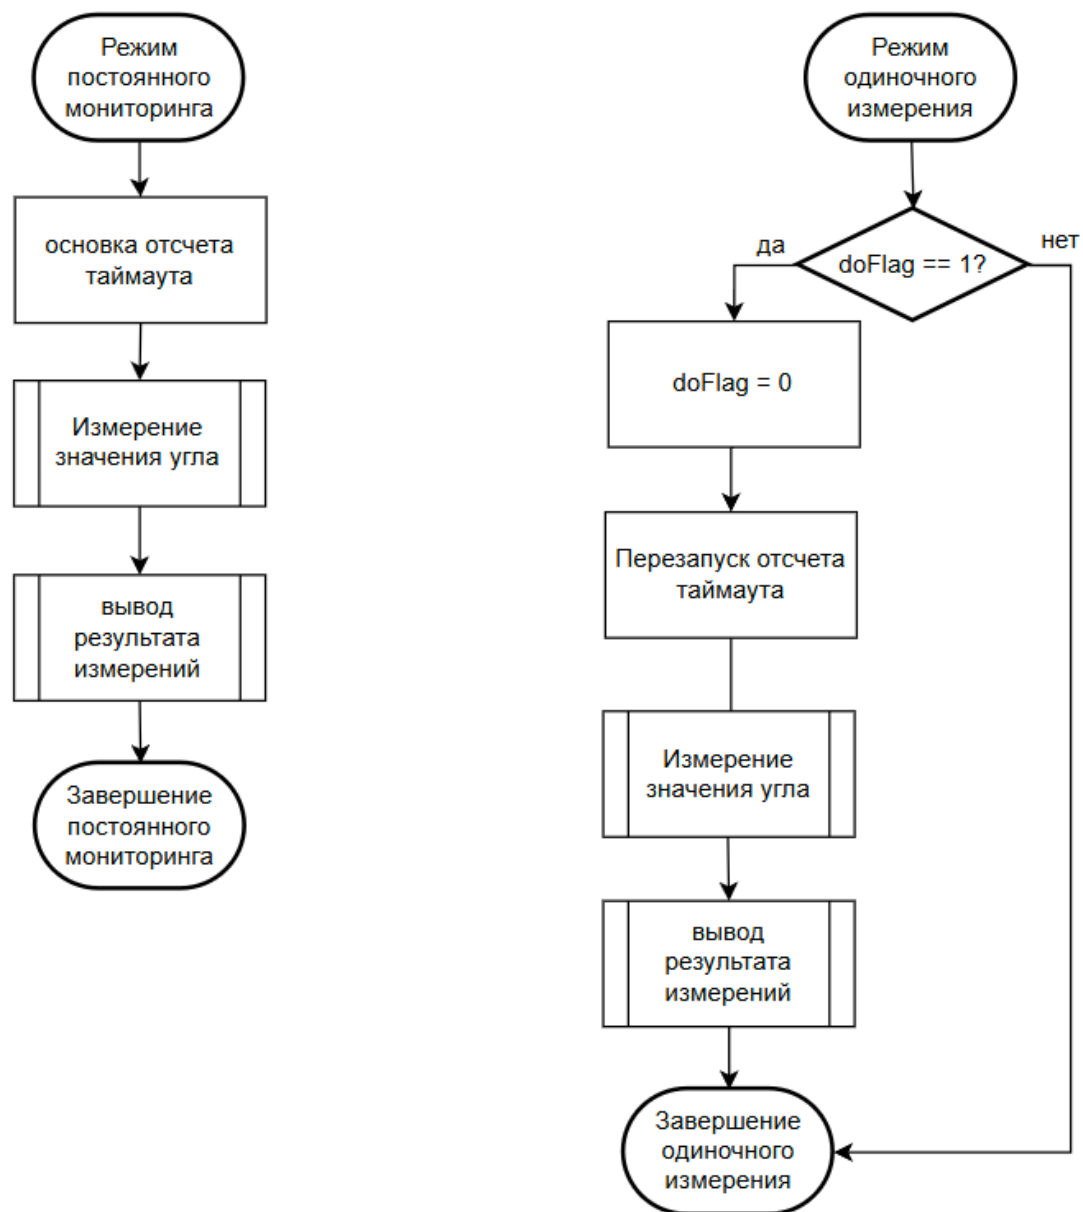 Режим
постоянного
мониторинга
основка отсчета
таймаута
Измерение
значения угла
вывод
результата
измерений
Завершение
постоянного
мониторинга
Режим
одиночного
измерения
да
нет
doFlag == 1?
doFlag = 0
Перезапуск отсчета
таймаута
Измерение
значения угла
вывод
результата
измерений
Завершение
одиночного
измерения